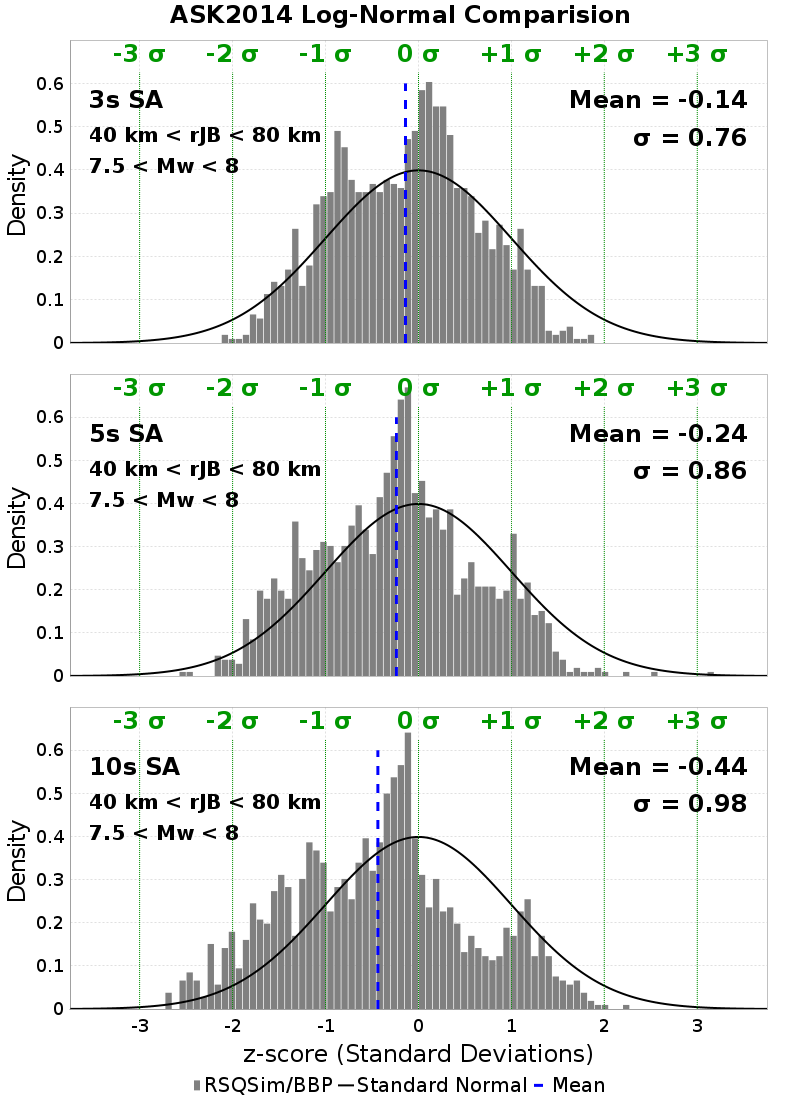 ASK2014 Log-Normal Comparision
-3 σ -2 σ -1 σ 0 σ +1 σ +2 σ +3 σ
0.6
3s SA Mean = -0.14
0.5
40 km < rJB < 80 km σ = 0.76
7.5 < Mw < 8
0.4
Density
0.3
0.2
0.1
0
-3 σ -2 σ -1 σ 0 σ +1 σ +2 σ +3 σ
0.6
5s SA Mean = -0.24
0.5
40 km < rJB < 80 km σ = 0.86
7.5 < Mw < 8
0.4
Density
0.3
0.2
0.1
0
-3 σ -2 σ -1 σ 0 σ +1 σ +2 σ +3 σ
0.6
10s SA Mean = -0.44
0.5
40 km < rJB < 80 km σ = 0.98
7.5 < Mw < 8
0.4
Density
0.3
0.2
0.1
0
-3 -2 -1 0 1 2 3
z-score (Standard Deviations)
RSQSim/BBP Standard Normal Mean